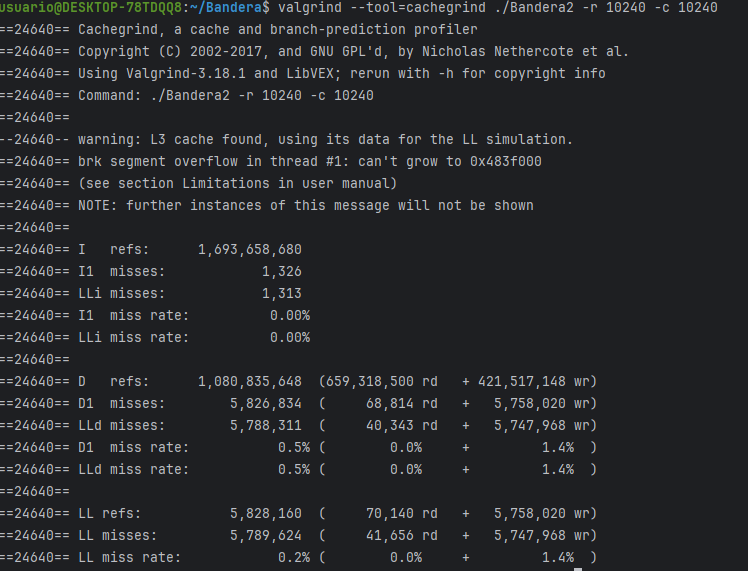 usuario@DESKTOP-78TDQQ8:~/Bandera$ valgrind --tool=cachegrind ./Bandera2 -r 10240 -c 10240
==24640== Cachegrind, a cache and branch-prediction profiler
==24640== Copyright (C) 2002-2017, and GNU GPL'd, by Nicholas Nethercote et al.
==24640== Using Valgrind-3.18.1 and LibVEX; rerun with -h for copyright info
==24640== Command: ./Bandera2 -r 10240 -c 10240
==24640==
--24640-- warning: L3 cache found, using its data for the LL simulation.
==24640== brk segment overflow in thread #1: can't grow to 0x483f000
==24640== (see section Limitations in user manual)
==24640== NOTE: further instances of this message will not be shown
==24640==
==24640== I   refs:      1,693,658,680
==24640== I1  misses:            1,326
==24640== LLi misses:            1,313
==24640== I1  miss rate:          0.00%
==24640== LLi miss rate:          0.00%
==24640==
==24640== D   refs:      1,080,835,648  (659,318,500 rd   + 421,517,148 wr)
==24640== D1  misses:        5,826,834  (     68,814 rd   +   5,758,020 wr)
==24640== LLd misses:        5,788,311  (     40,343 rd   +   5,747,968 wr)
==24640== D1  miss rate:           0.5% (        0.0%     +         1.4%  )
==24640== LLd miss rate:           0.5% (        0.0%     +         1.4%  )
==24640==
==24640== LL refs:           5,828,160  (     70,140 rd   +   5,758,020 wr)
==24640== LL misses:         5,789,624  (     41,656 rd   +   5,747,968 wr)
==24640== LL miss rate:            0.2% (        0.0%     +         1.4%  )